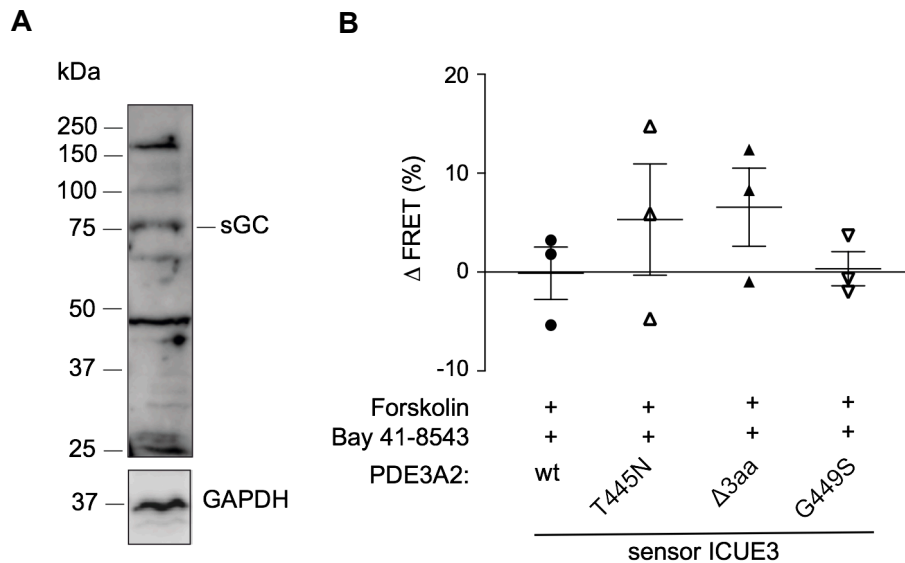 A
kDa
250
150
100
75
sGC
50
37
25
37
GAPDH
B
Δ FRET (%)
20
10
0
-10
Forskolin + + + +
Bay 41-8543 + + + +
PDE3A2: wt T445N Δ3aa G449S
sensor ICUE3